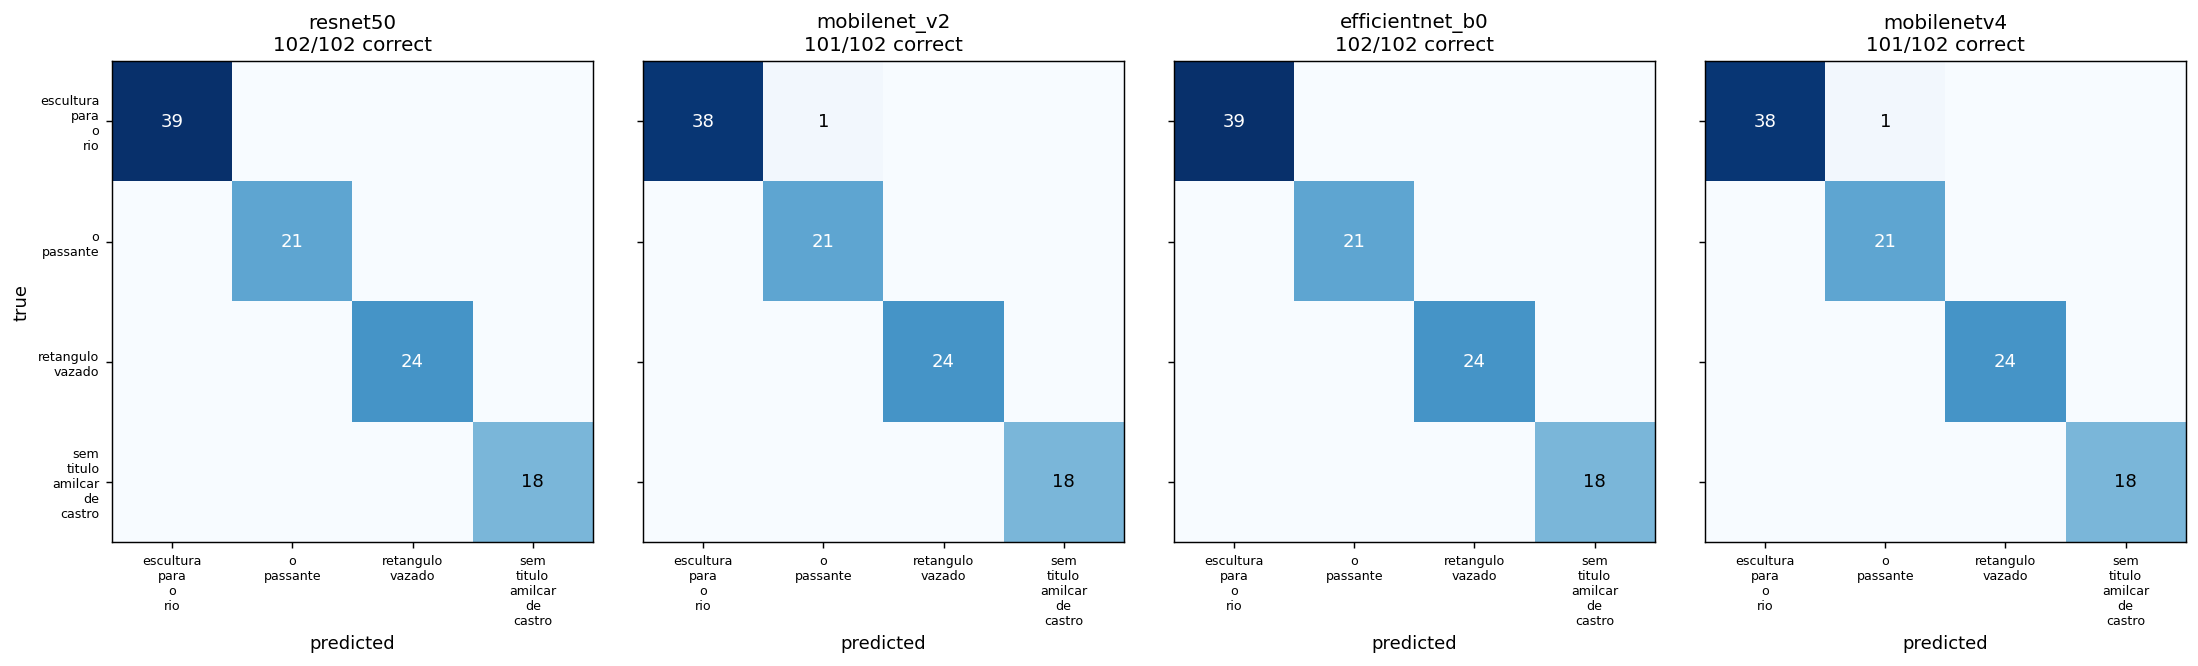 resnet50
102/102 correct
mobilenet_v2
101/102 correct
efficientnet_b0
102/102 correct
mobilenetv4
101/102 correct
true
escultura
para
o
rio
o
passante
retangulo
vazado
sem
titulo
amilcar
de
castro
39
21
24
18
escultura
para
o
rio
o
passante
retangulo
vazado
sem
titulo
amilcar
de
castro
predicted
38
1
21
24
18
escultura
para
o
rio
o
passante
retangulo
vazado
sem
titulo
amilcar
de
castro
predicted
39
21
24
18
escultura
para
o
rio
o
passante
retangulo
vazado
sem
titulo
amilcar
de
castro
predicted
38
1
21
24
18
escultura
para
o
rio
o
passante
retangulo
vazado
sem
titulo
amilcar
de
castro
predicted